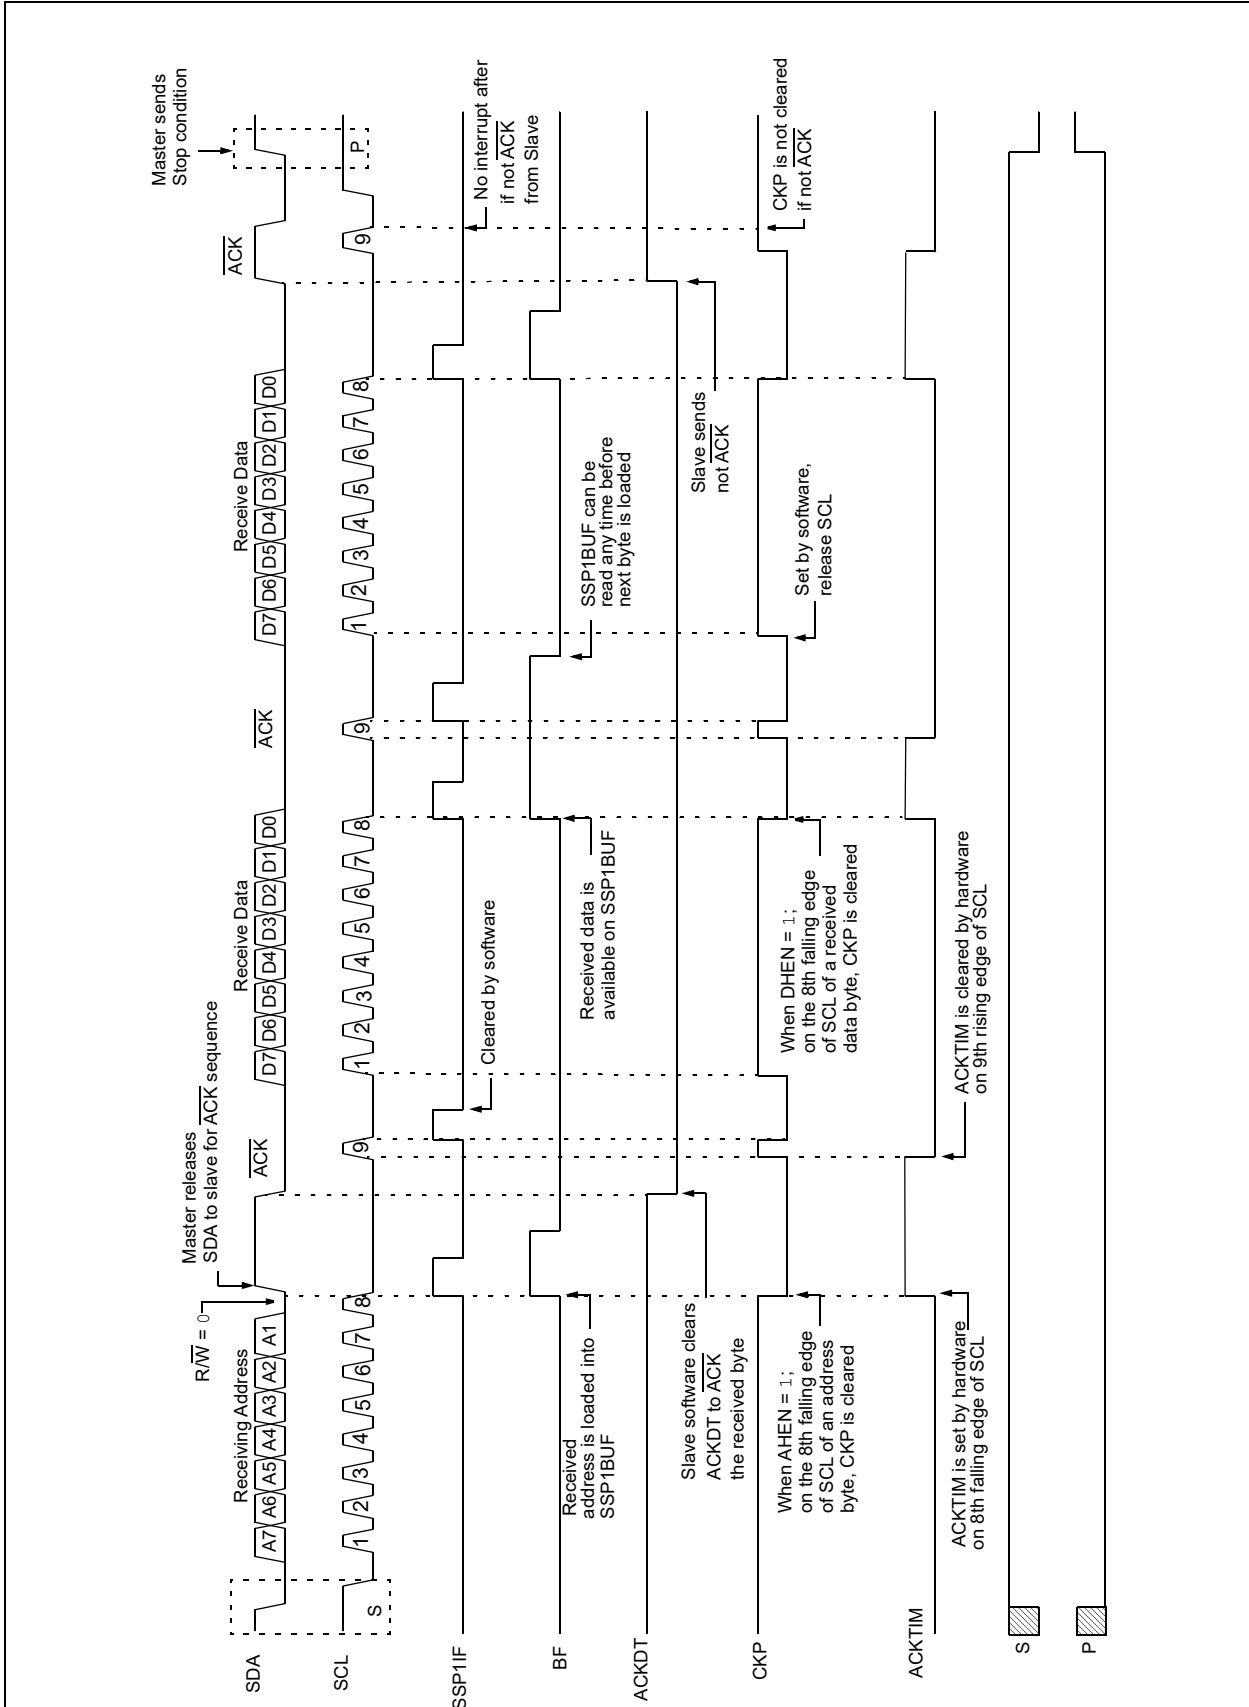 Master sends
Stop condition
Master releases
SDA to slave for ACK sequence
R/W = 0
Receiving Address
ACK
Receive Data
ACK
Receive Data
ACK
SDA
A7 A6 A5 A4 A3 A2 A1
D7 D6 D5 D4 D3 D2 D1 D0
D7 D6 D5 D4 D3 D2 D1 D0
SCL
S
1 2 3 4 5 6 7 8
9
1 2 3 4 5 6 7 8
9
1 2 3 4 5 6 7 8
9
P
SSP1IF
Cleared by software
No interrupt after
if not ACK
from Slave
BF
Received
address is loaded into
SSP1BUF
Received data is
available on SSP1BUF
SSP1BUF can be
read any time before
next byte is loaded
ACKDT
Slave software clears
ACKDT to ACK
the received byte
Slave sends
not ACK
CKP
When AHEN = 1;
on the 8th falling edge
of SCL of an address
byte, CKP is cleared
When DHEN = 1;
on the 8th falling edge
of SCL of a received
data byte, CKP is cleared
Set by software,
release SCL
CKP is not cleared
if not ACK
ACKTIM
ACKTIM is set by hardware
on 8th falling edge of SCL
ACKTIM is cleared by hardware
on 9th rising edge of SCL
S
P